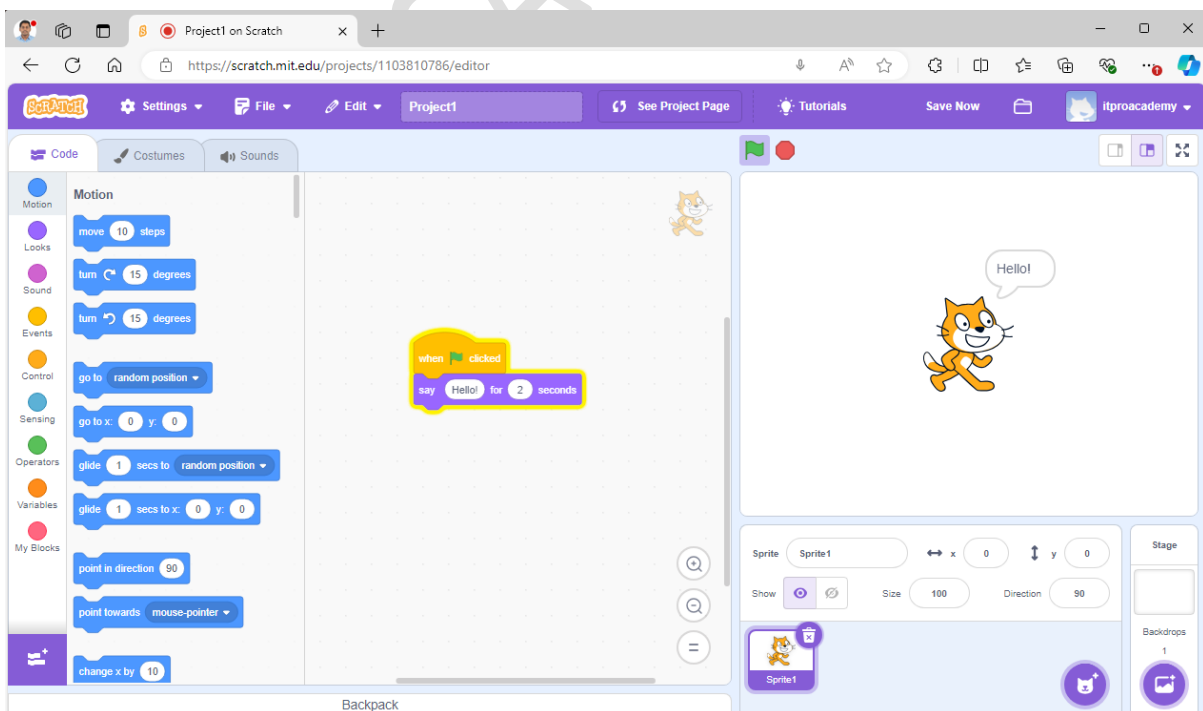 Project1 on Scratch
https://scratch.mit.edu/projects/1103810786/editor
SCRATCH Settings File Edit Project1 See Project Page Tutorials Save Now itproacademy
Code Costumes Sounds
Motion
Looks
Sound
Events
Control
Sensing
Operators
Variables
My Blocks
Motion
move 10 steps
turn 15 degrees
turn 15 degrees
go to random position
go to x: 0 y: 0
glide 1 secs to random position
glide 1 secs to x: 0 y: 0
point in direction 90
point towards mouse-pointer
change x by 10
when clicked
say Hello! for 2 seconds
Hello!
Sprite Sprite1 x 0 y 0
Show Size 100 Direction 90
Sprite1
Stage
Backdrops
1
Backpack